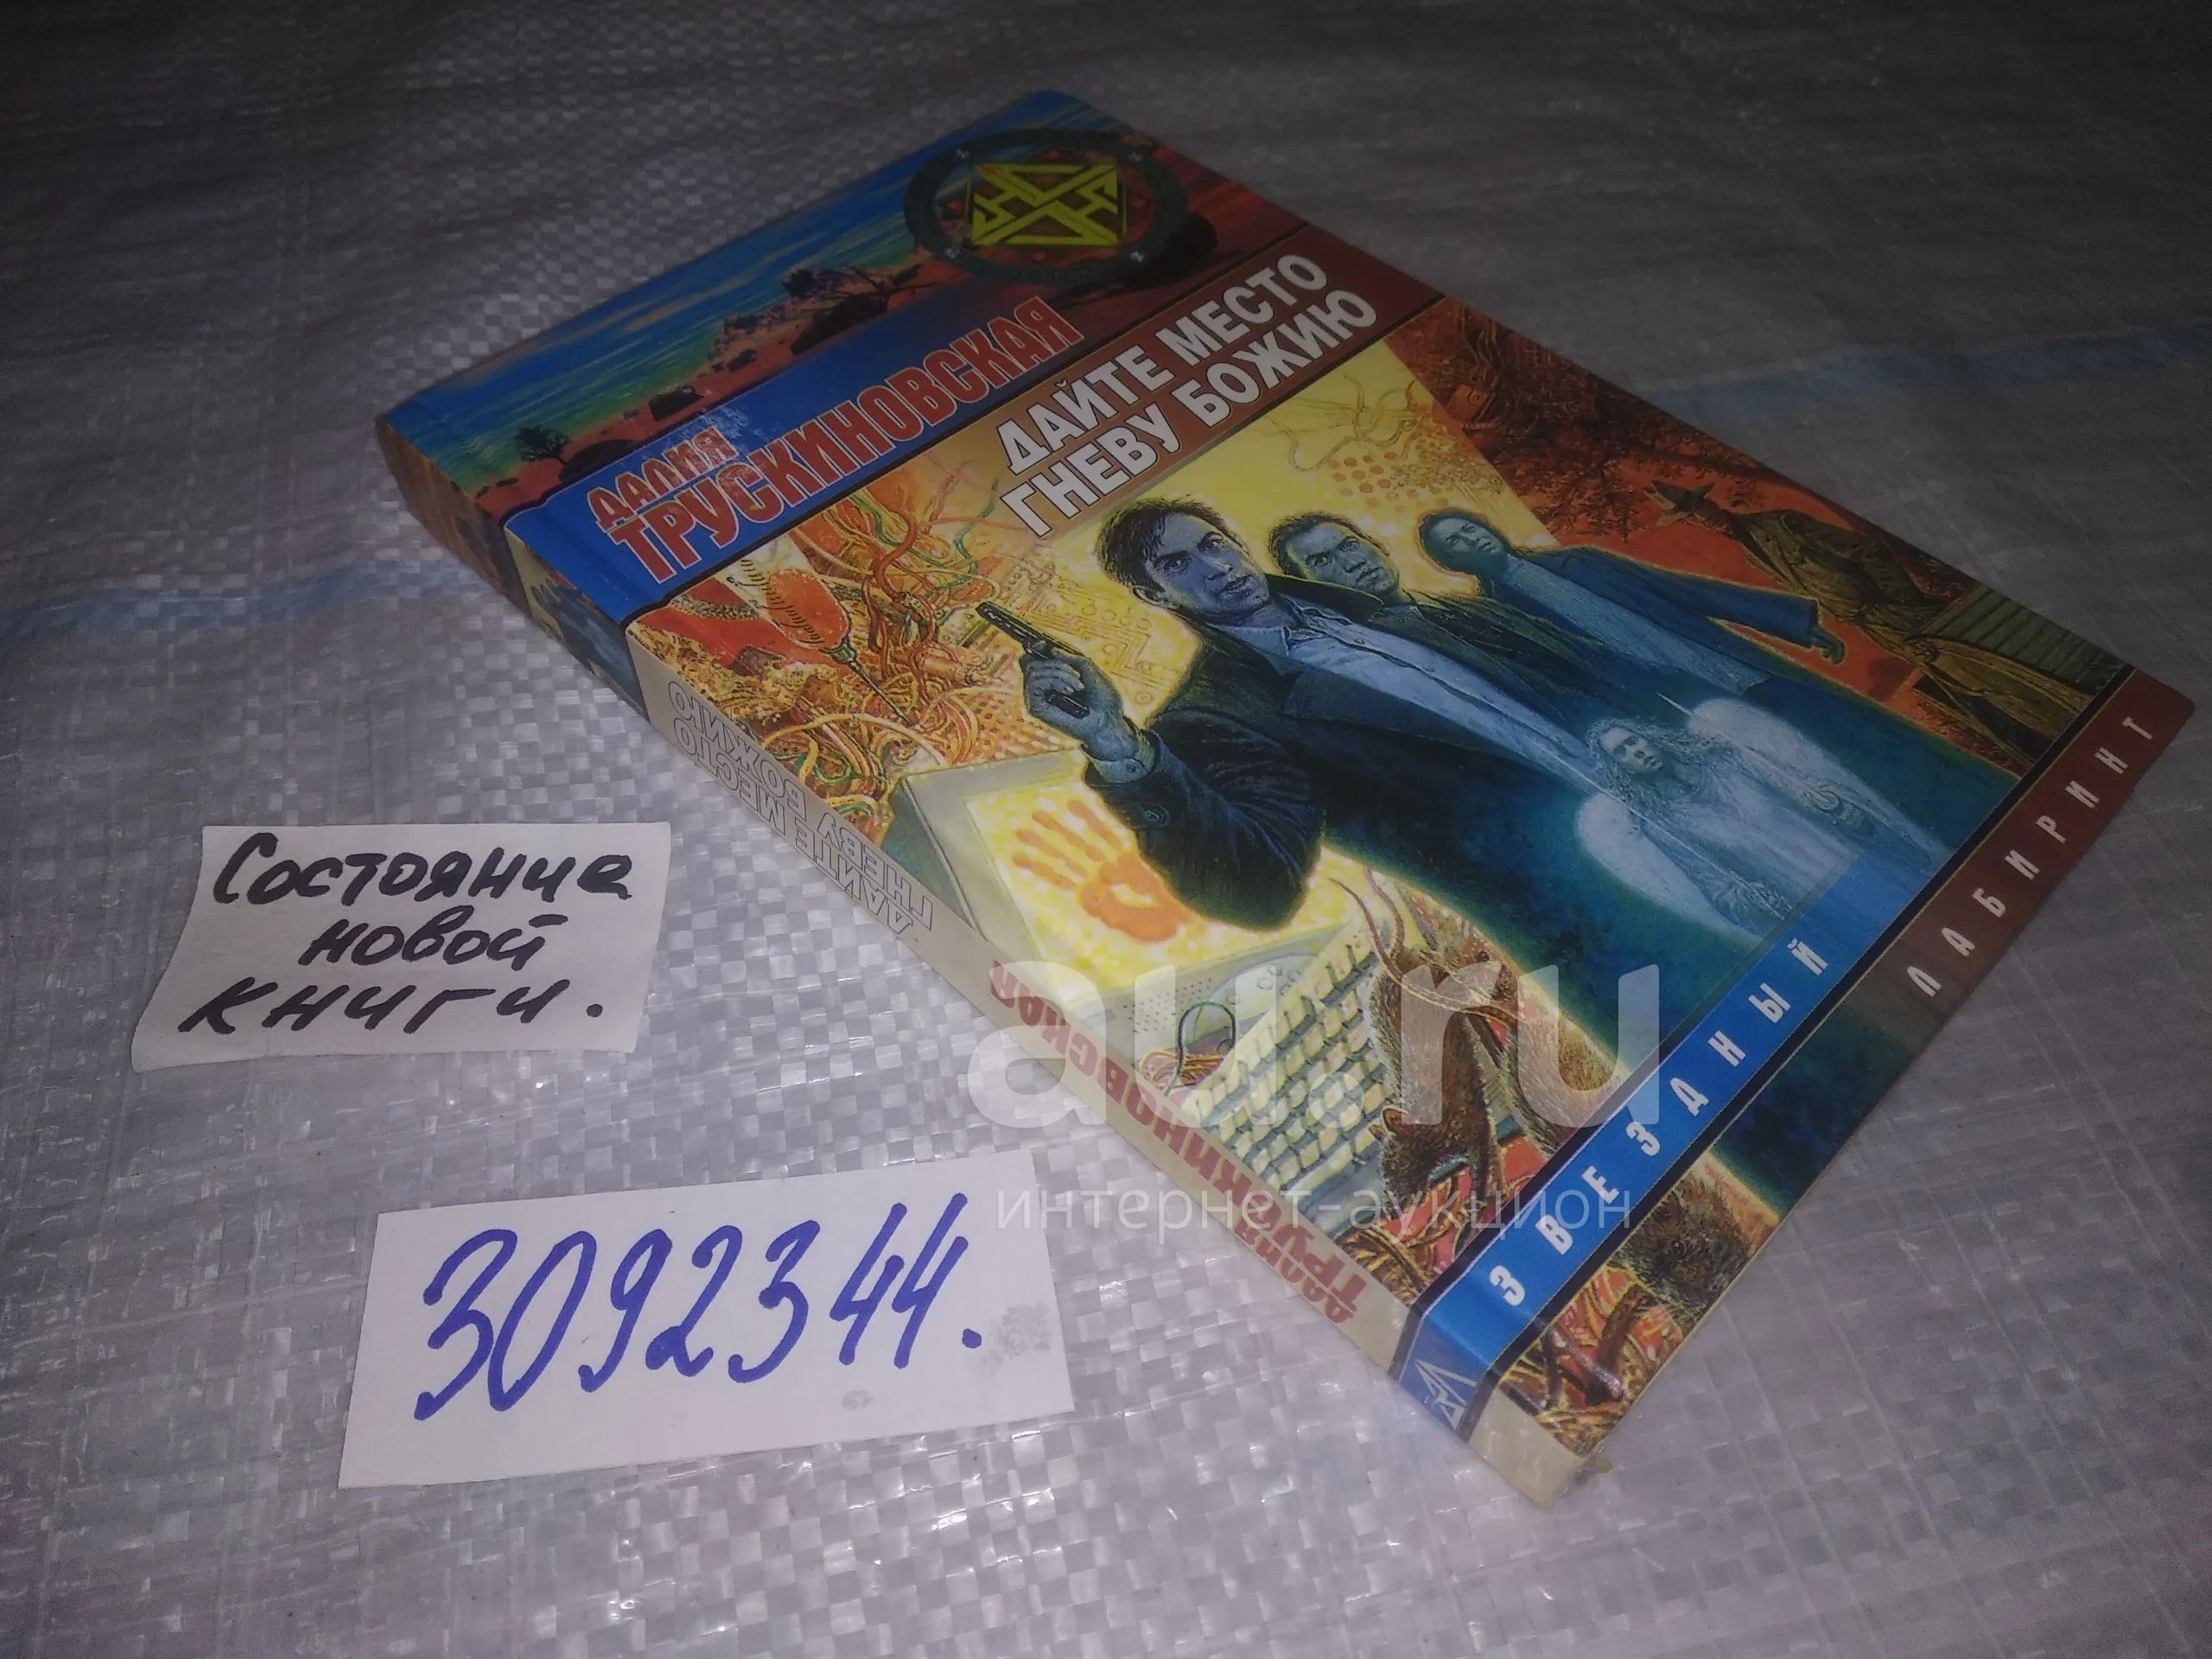 ДАЛИЯ
ТРУСКИНОВСКАЯ
ДАЙТЕ МЕСТО
ГНЕВУ БОЖИЮ
ДАЙТЕ МЕСТО
ГНЕВУ БОЖИЮ
ДАЛИЯ
ТРУСКИНОВСКАЯ
ЗВЕЗДНЫЙ
ЛАБИРИНТ
Состояние
новой
книги.
3092344.
au.ru
интернет-аукцион